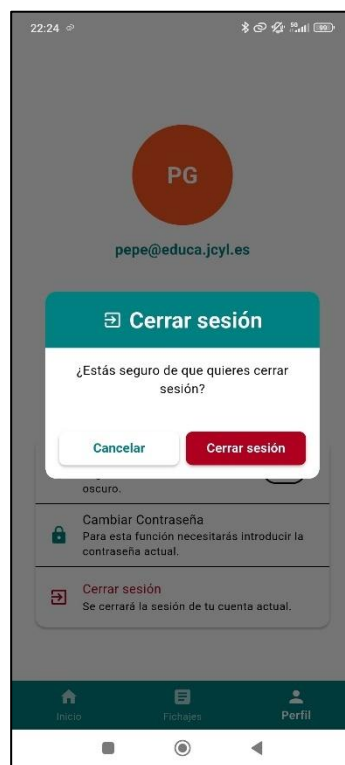 22:24
PG
pepe@educa.jcyl.es
Cerrar sesión
¿Estás seguro de que quieres cerrar
sesión?
Cancelar
Cerrar sesión
oscuro.
Cambiar Contraseña
Para esta función necesitarás introducir la
contraseña actual.
Cerrar sesión
Se cerrará la sesión de tu cuenta actual.
Inicio
Fichajes
Perfil